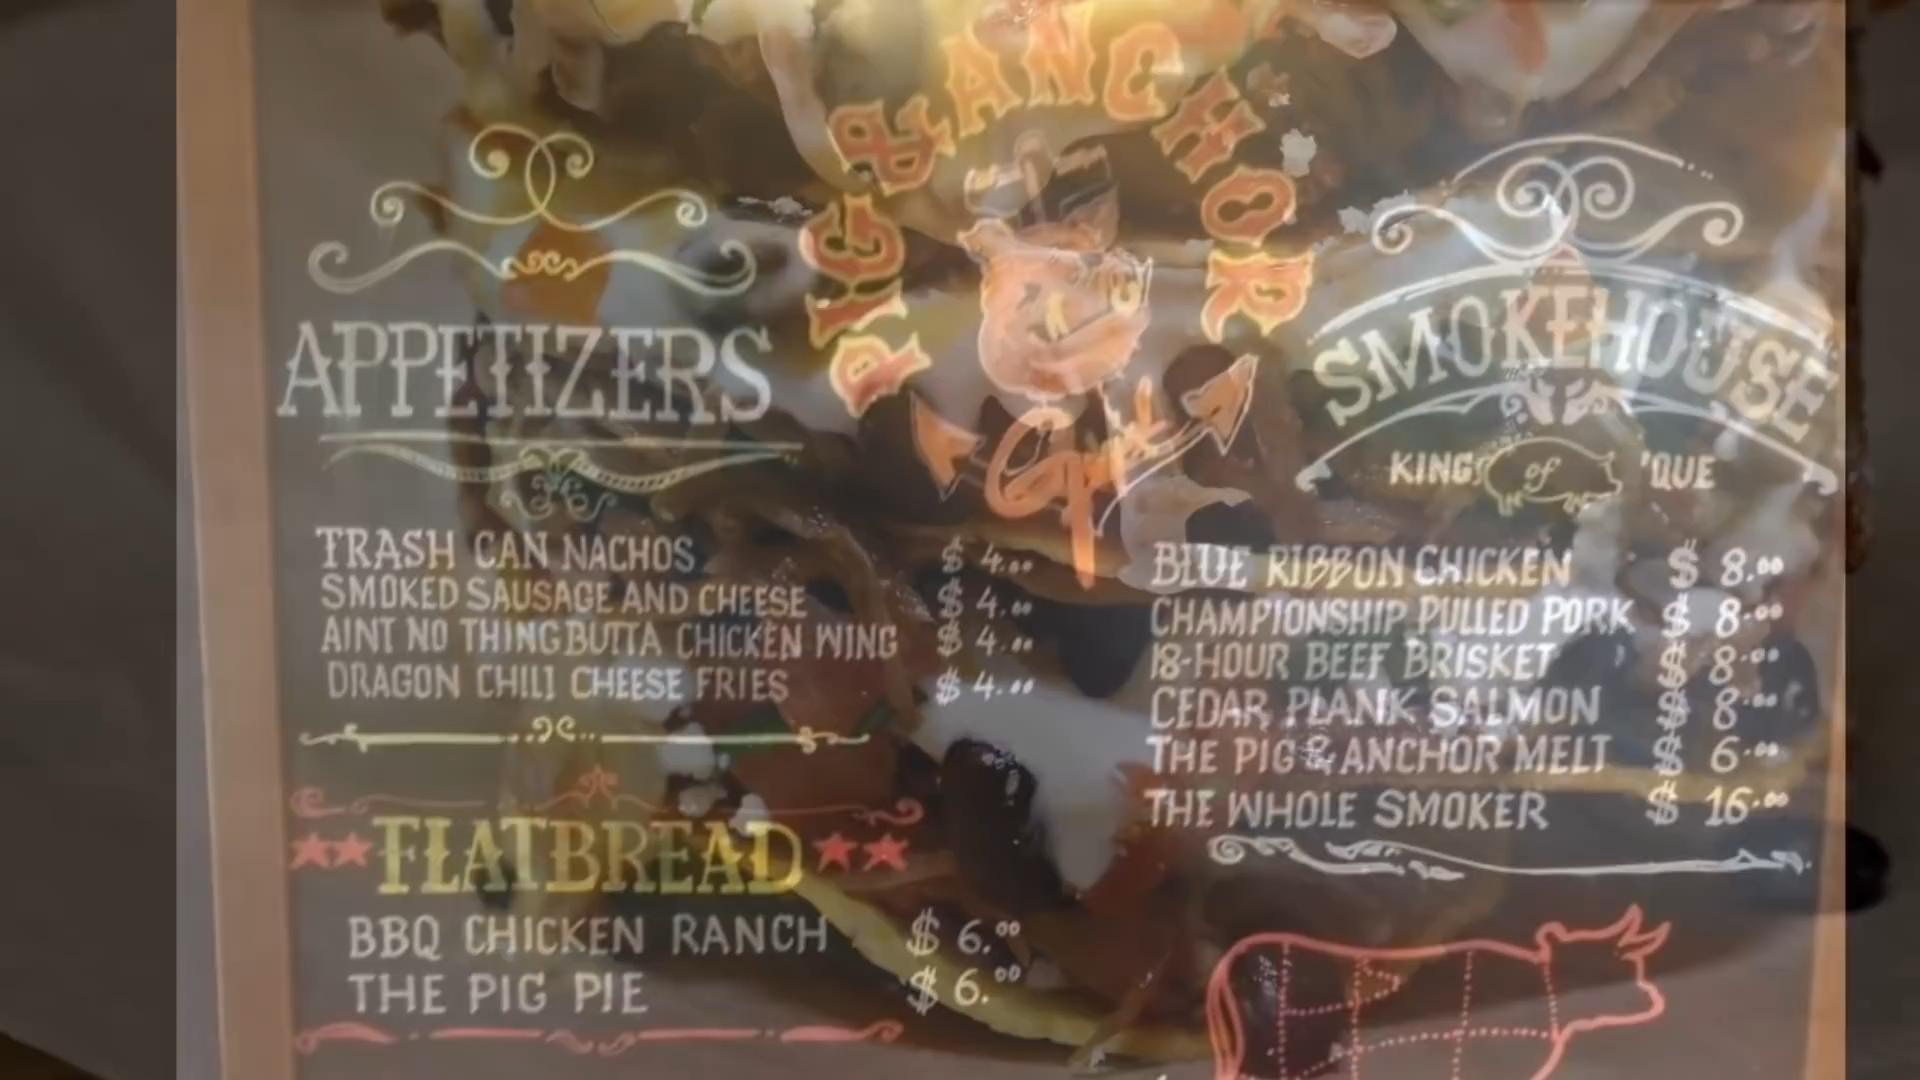 PIG & ANCHOR
APPETIZERS
TRASH CAN NACHOS $ 4.00
SMOKED SAUSAGE AND CHEESE $ 4.00
AINT NO THING BUTTA CHICKEN WING $ 4.00
DRAGON CHILI CHEESE FRIES $ 4.00
FLATBREAD
BBQ CHICKEN RANCH $ 6.00
THE PIG PIE $ 6.00
SMOKEHOUSE
KING of 'QUE
BLUE RIBBON CHICKEN $ 8.00
CHAMPIONSHIP PULLED PORK $ 8.00
18-HOUR BEEF BRISKET $ 8.00
CEDAR PLANK SALMON $ 8.00
THE PIG & ANCHOR MELT $ 6.00
THE WHOLE SMOKER $ 16.00